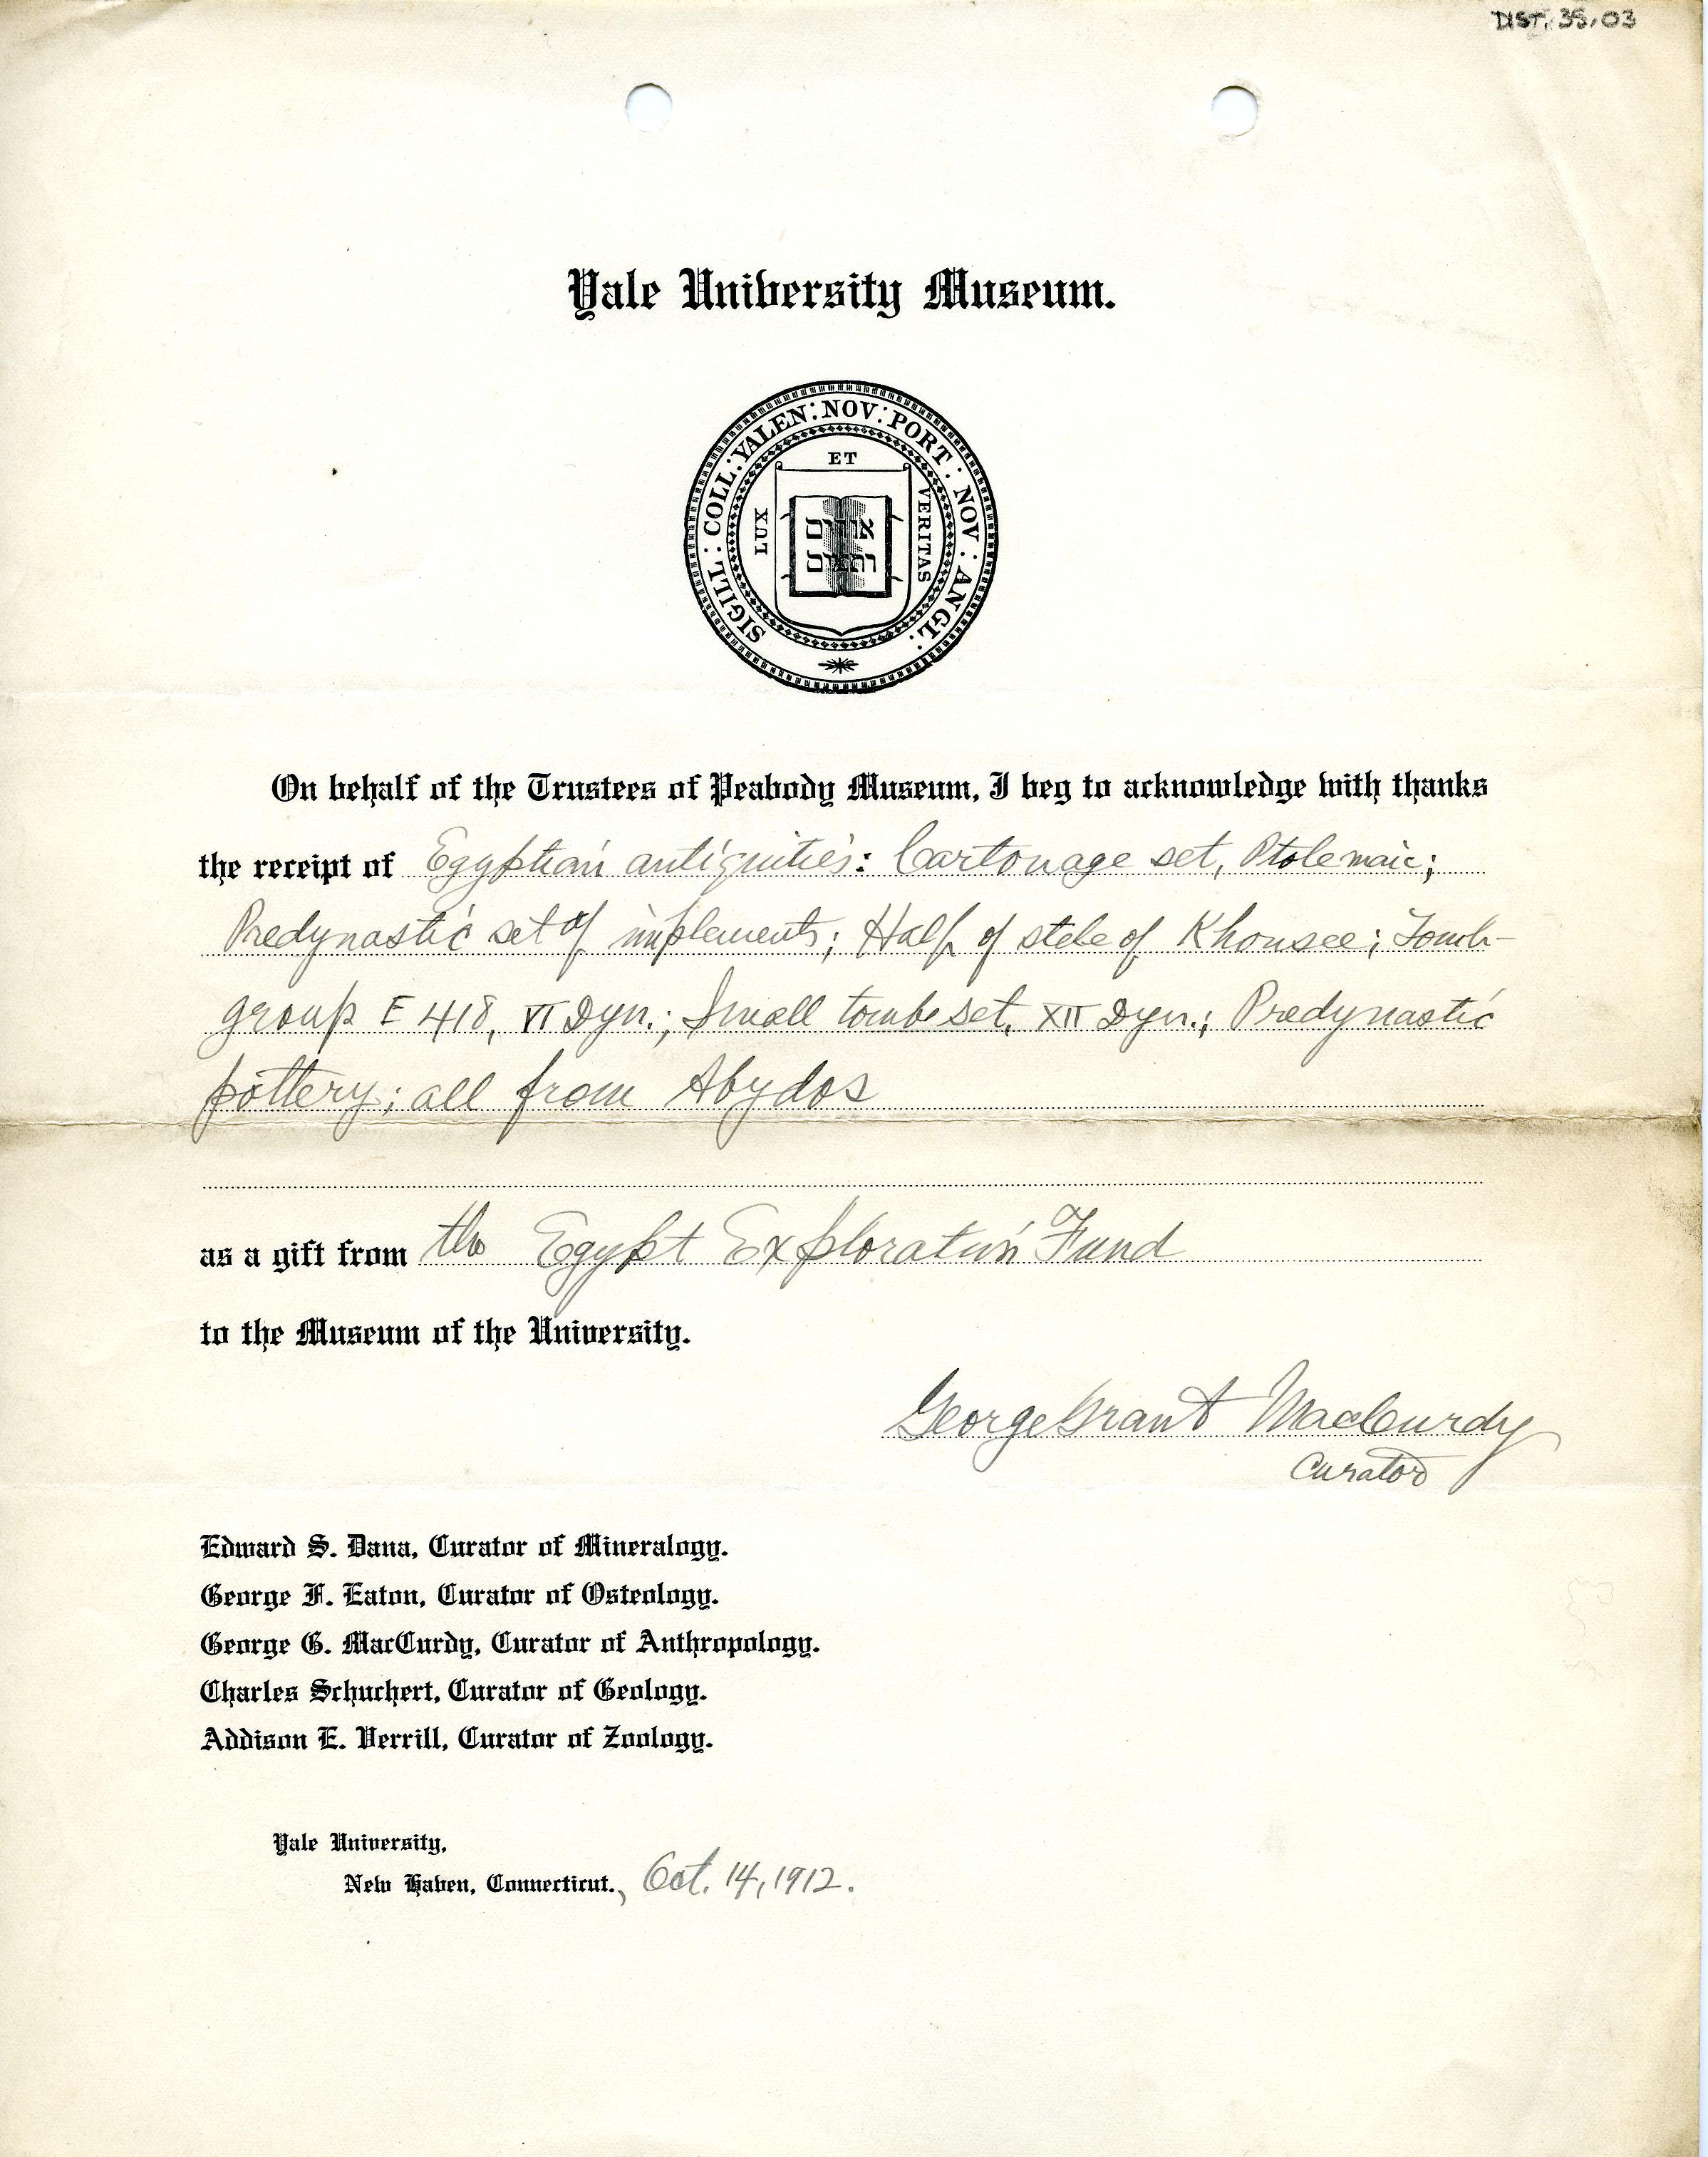 DIST. 35.03
Yale University Museum.
SIGILL : COLL : YALEN : NOV : PORT : NOV : ANGL :
ET
LUX
VERITAS
אורים
ותמים
On behalf of the Trustees of Peabody Museum, I beg to acknowledge with thanks
the receipt of Egyptian antiquities: Cartonage set, Ptolemaic;
Predynastic set of implements; Half of stele of Khonsee; Tomb-
group E 418, VI Dyn.; Small tomb set, XII Dyn.; Predynastic
pottery; all from Abydos
as a gift from the Egypt Exploration Fund
to the Museum of the University.
George Grant MacCurdy
Curator
Edward S. Dana, Curator of Mineralogy.
George F. Eaton, Curator of Osteology.
George G. MacCurdy, Curator of Anthropology.
Charles Schuchert, Curator of Geology.
Addison E. Verrill, Curator of Zoology.
Yale University,
New Haven, Connecticut., Oct. 14, 1912.